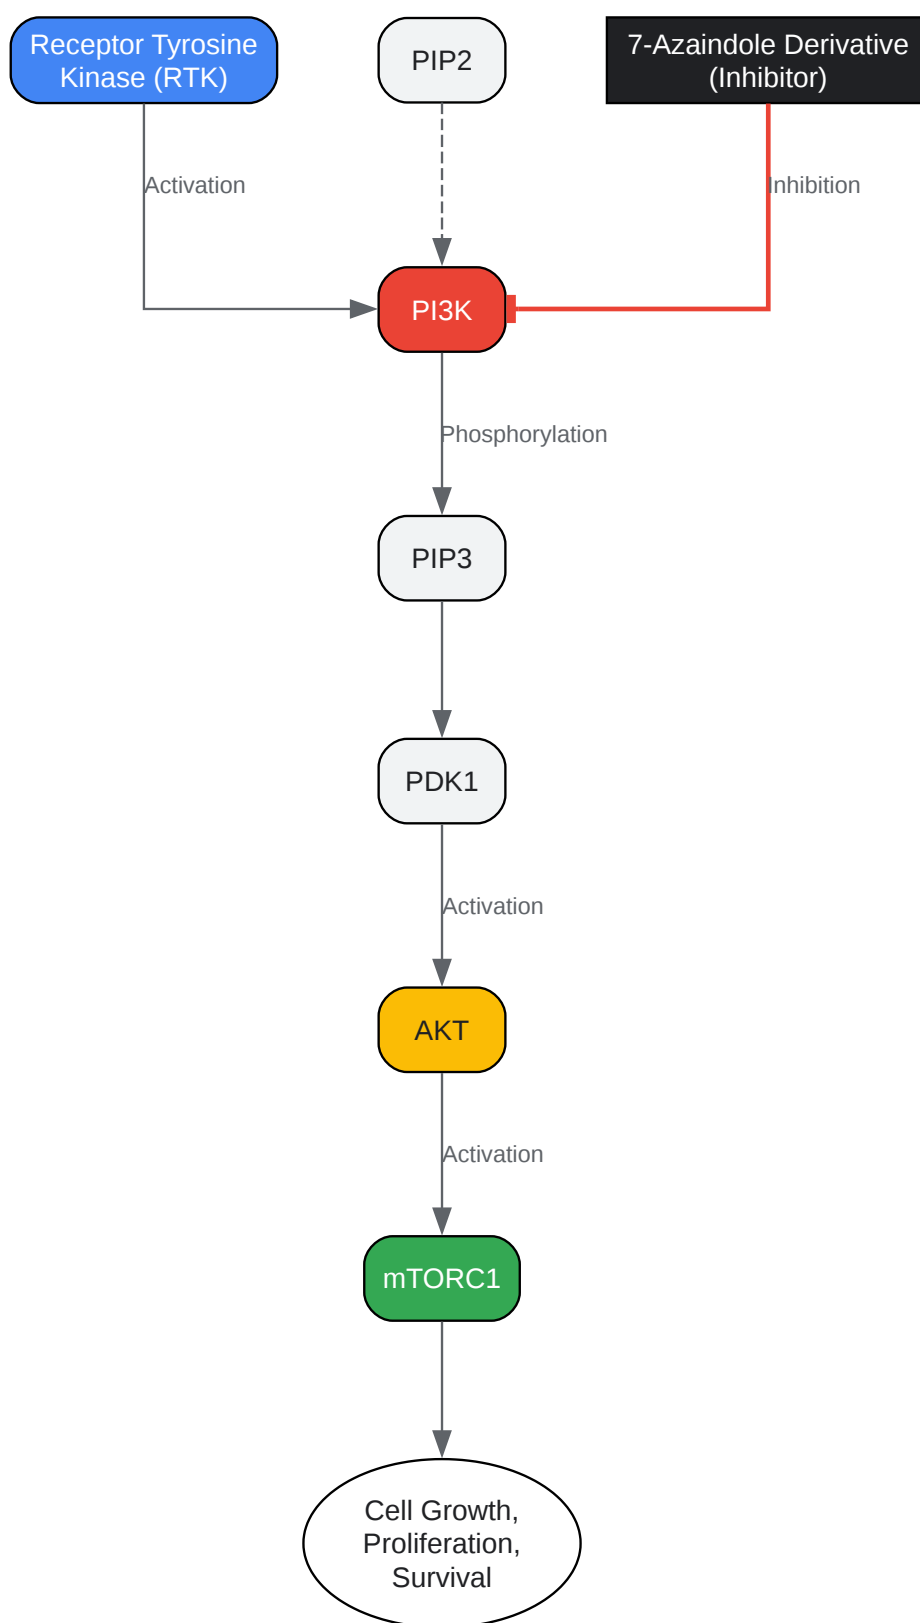 Receptor Tyrosine
Kinase (RTK)
PIP2
7-Azaindole Derivative
(Inhibitor)
Activation
Inhibition
PI3K
Phosphorylation
PIP3
PDK1
Activation
AKT
Activation
mTORC1
Cell Growth,
Proliferation,
Survival